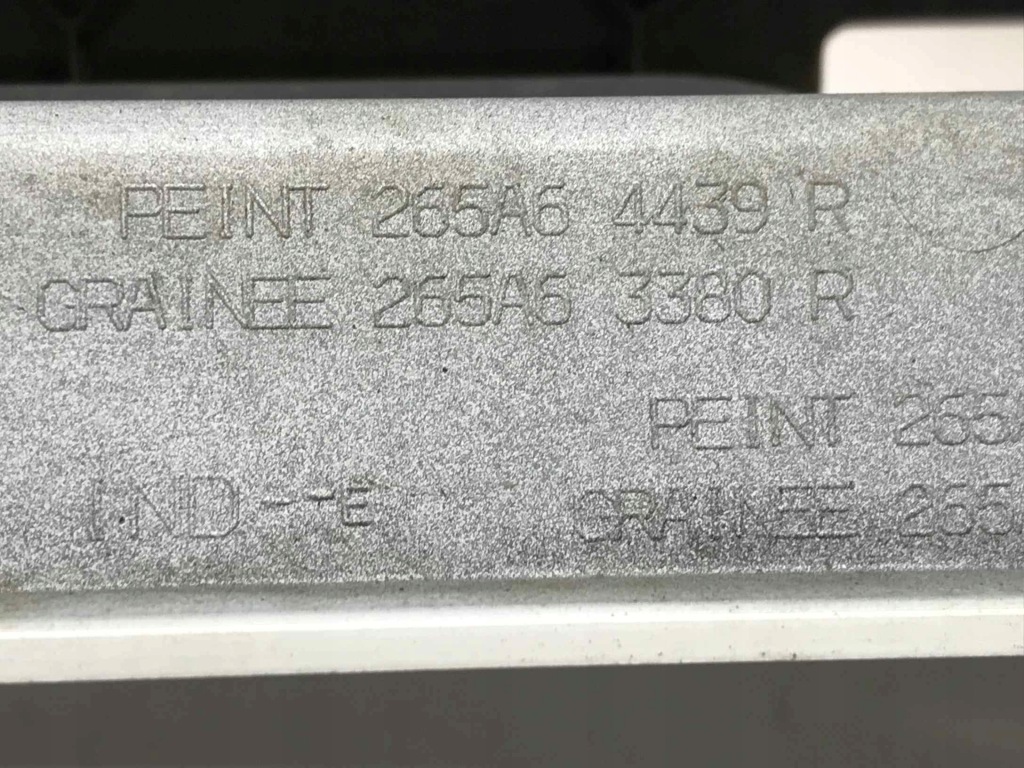 PEINT 265A6 4439 R
GRAINEE 265A6 3380 R
PEINT 265
IND--E
GRAINEE 265